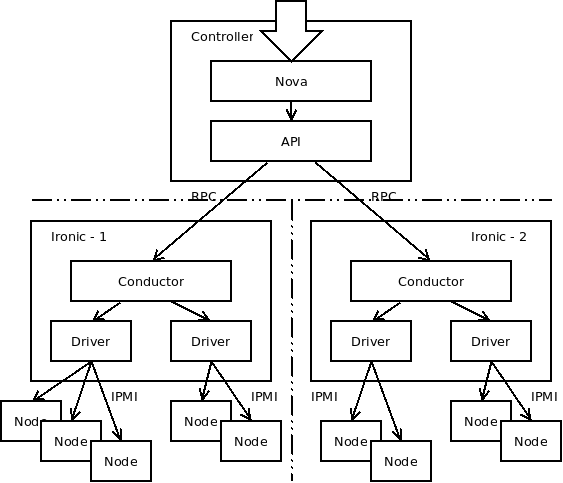 Controller
Nova
API
RPC
RPC
Ironic - 1
Ironic - 2
Conductor
Conductor
Driver
Driver
Driver
Driver
IPMI
IPMI
IPMI
IPMI
Node
Node
Node
Node
Node
Node
Node
Node
Node